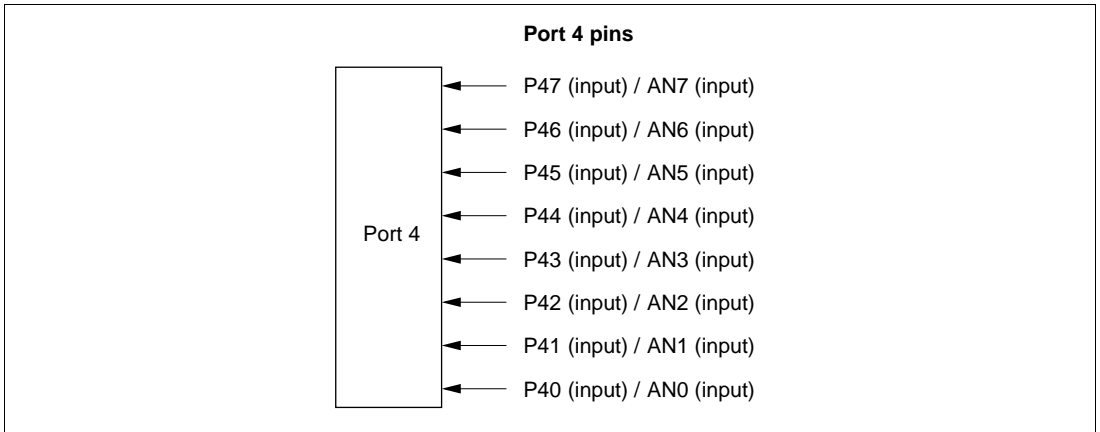 Port 4 pins
P47 (input) / AN7 (input)
P46 (input) / AN6 (input)
P45 (input) / AN5 (input)
P44 (input) / AN4 (input)
Port 4
P43 (input) / AN3 (input)
P42 (input) / AN2 (input)
P41 (input) / AN1 (input)
P40 (input) / AN0 (input)